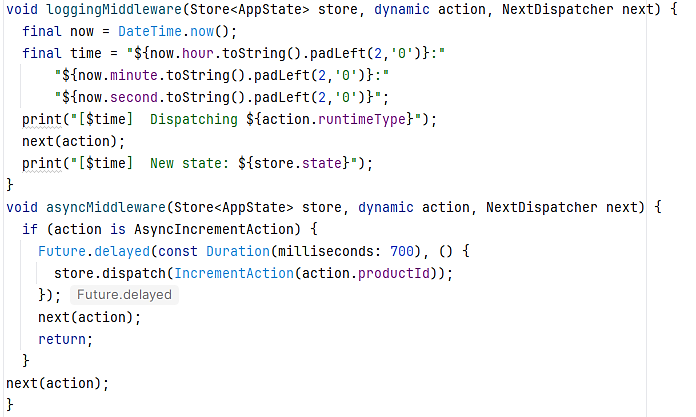 void loggingMiddleware(Store<AppState> store, dynamic action, NextDispatcher next) {
  final now = DateTime.now();
  final time = "${now.hour.toString().padLeft(2,'0')}:"
      "${now.minute.toString().padLeft(2,'0')}:"
      "${now.second.toString().padLeft(2,'0')}";
  print("[$time]  Dispatching ${action.runtimeType}");
  next(action);
  print("[$time]  New state: ${store.state}");
}
void asyncMiddleware(Store<AppState> store, dynamic action, NextDispatcher next) {
  if (action is AsyncIncrementAction) {
    Future.delayed(const Duration(milliseconds: 700), () {
      store.dispatch(IncrementAction(action.productId));
    }); Future.delayed
    next(action);
    return;
  }
next(action);
}